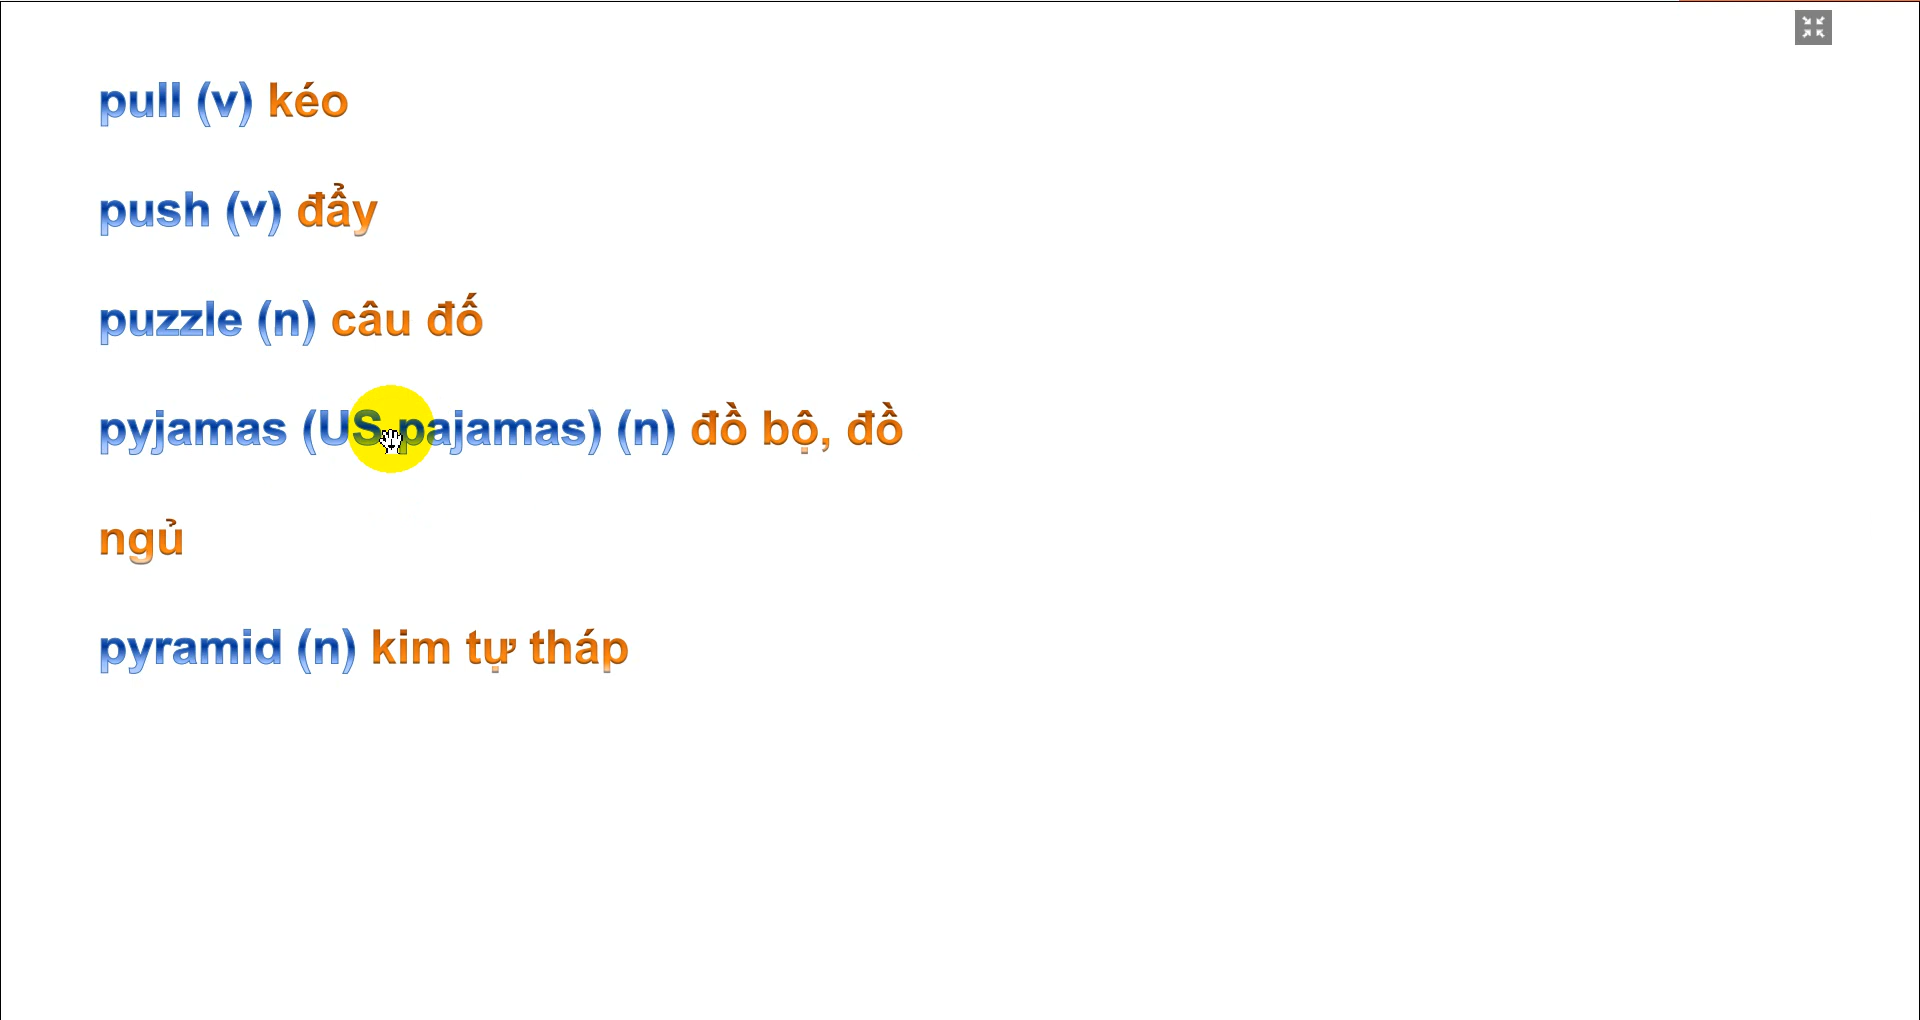 pull (v) kéo
push (v) đẩy
puzzle (n) câu đố
pyjamas (US pajamas) (n) đồ bộ, đồ
ngủ
pyramid (n) kim tự tháp